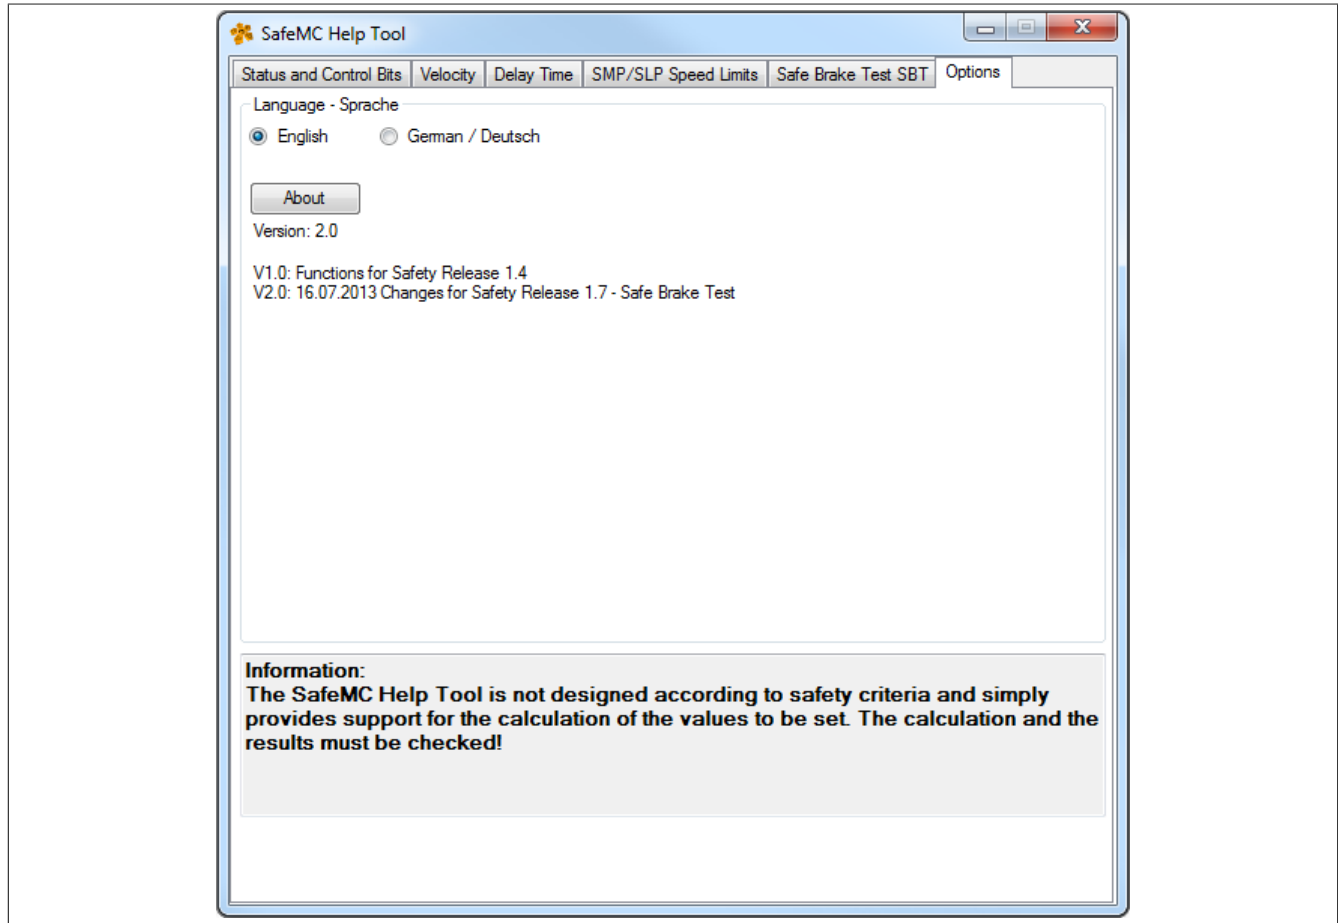 SafeMC Help Tool
Status and Control Bits Velocity Delay Time SMP/SLP Speed Limits Safe Brake Test SBT Options
Language - Sprache
English German / Deutsch
About
Version: 2.0
V1.0: Functions for Safety Release 1.4
V2.0: 16.07.2013 Changes for Safety Release 1.7 - Safe Brake Test
Information:
The SafeMC Help Tool is not designed according to safety criteria and simply
provides support for the calculation of the values to be set. The calculation and the
results must be checked!